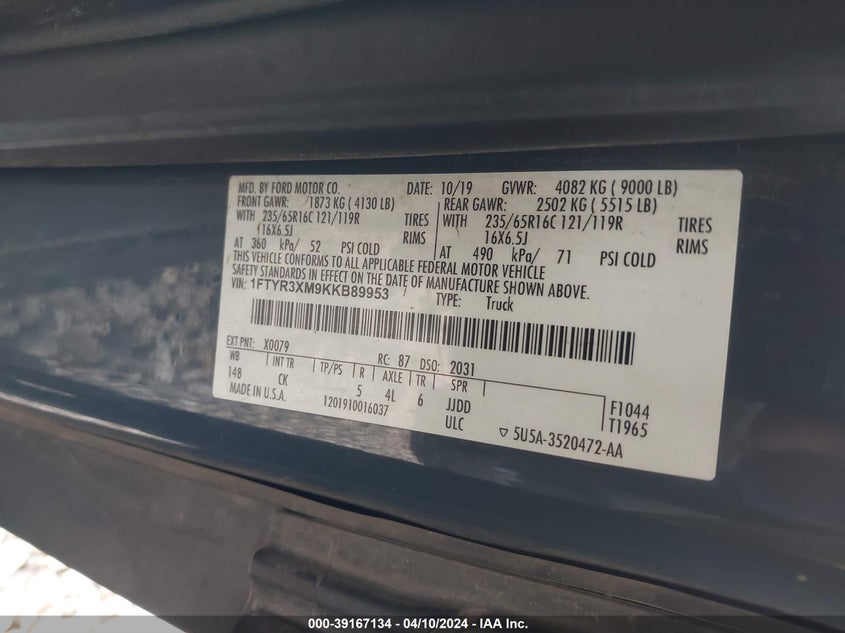 MFD. BY FORD MOTOR CO. DATE: 10/19 GVWR: 4082 KG ( 9000 LB)
FRONT GAWR: 1873 KG ( 4130 LB) REAR GAWR: 2502 KG ( 5515 LB)
WITH 235/65R16C 121/119R TIRES WITH 235/65R16C 121/119R TIRES
16X6.5J RIMS 16X6.5J RIMS
AT 360 kPa/ 52 PSI COLD AT 490 kPa/ 71 PSI COLD
THIS VEHICLE CONFORMS TO ALL APPLICABLE FEDERAL MOTOR VEHICLE
SAFETY STANDARDS IN EFFECT ON THE DATE OF MANUFACTURE SHOWN ABOVE.
VIN: 1FTYR3XM9KKB89953 TYPE: Truck
EXT PNT: X0079 RC: 87 DSO: 2031
WB INT TR TP/PS R AXLE TR SPR
148 CK 5 4L 6 JJDD F1044
MADE IN U.S.A. 1201910016037 ULC T1965
▽ 5U5A-3520472-AA
000-39167134 - 04/10/2024 - IAA Inc.